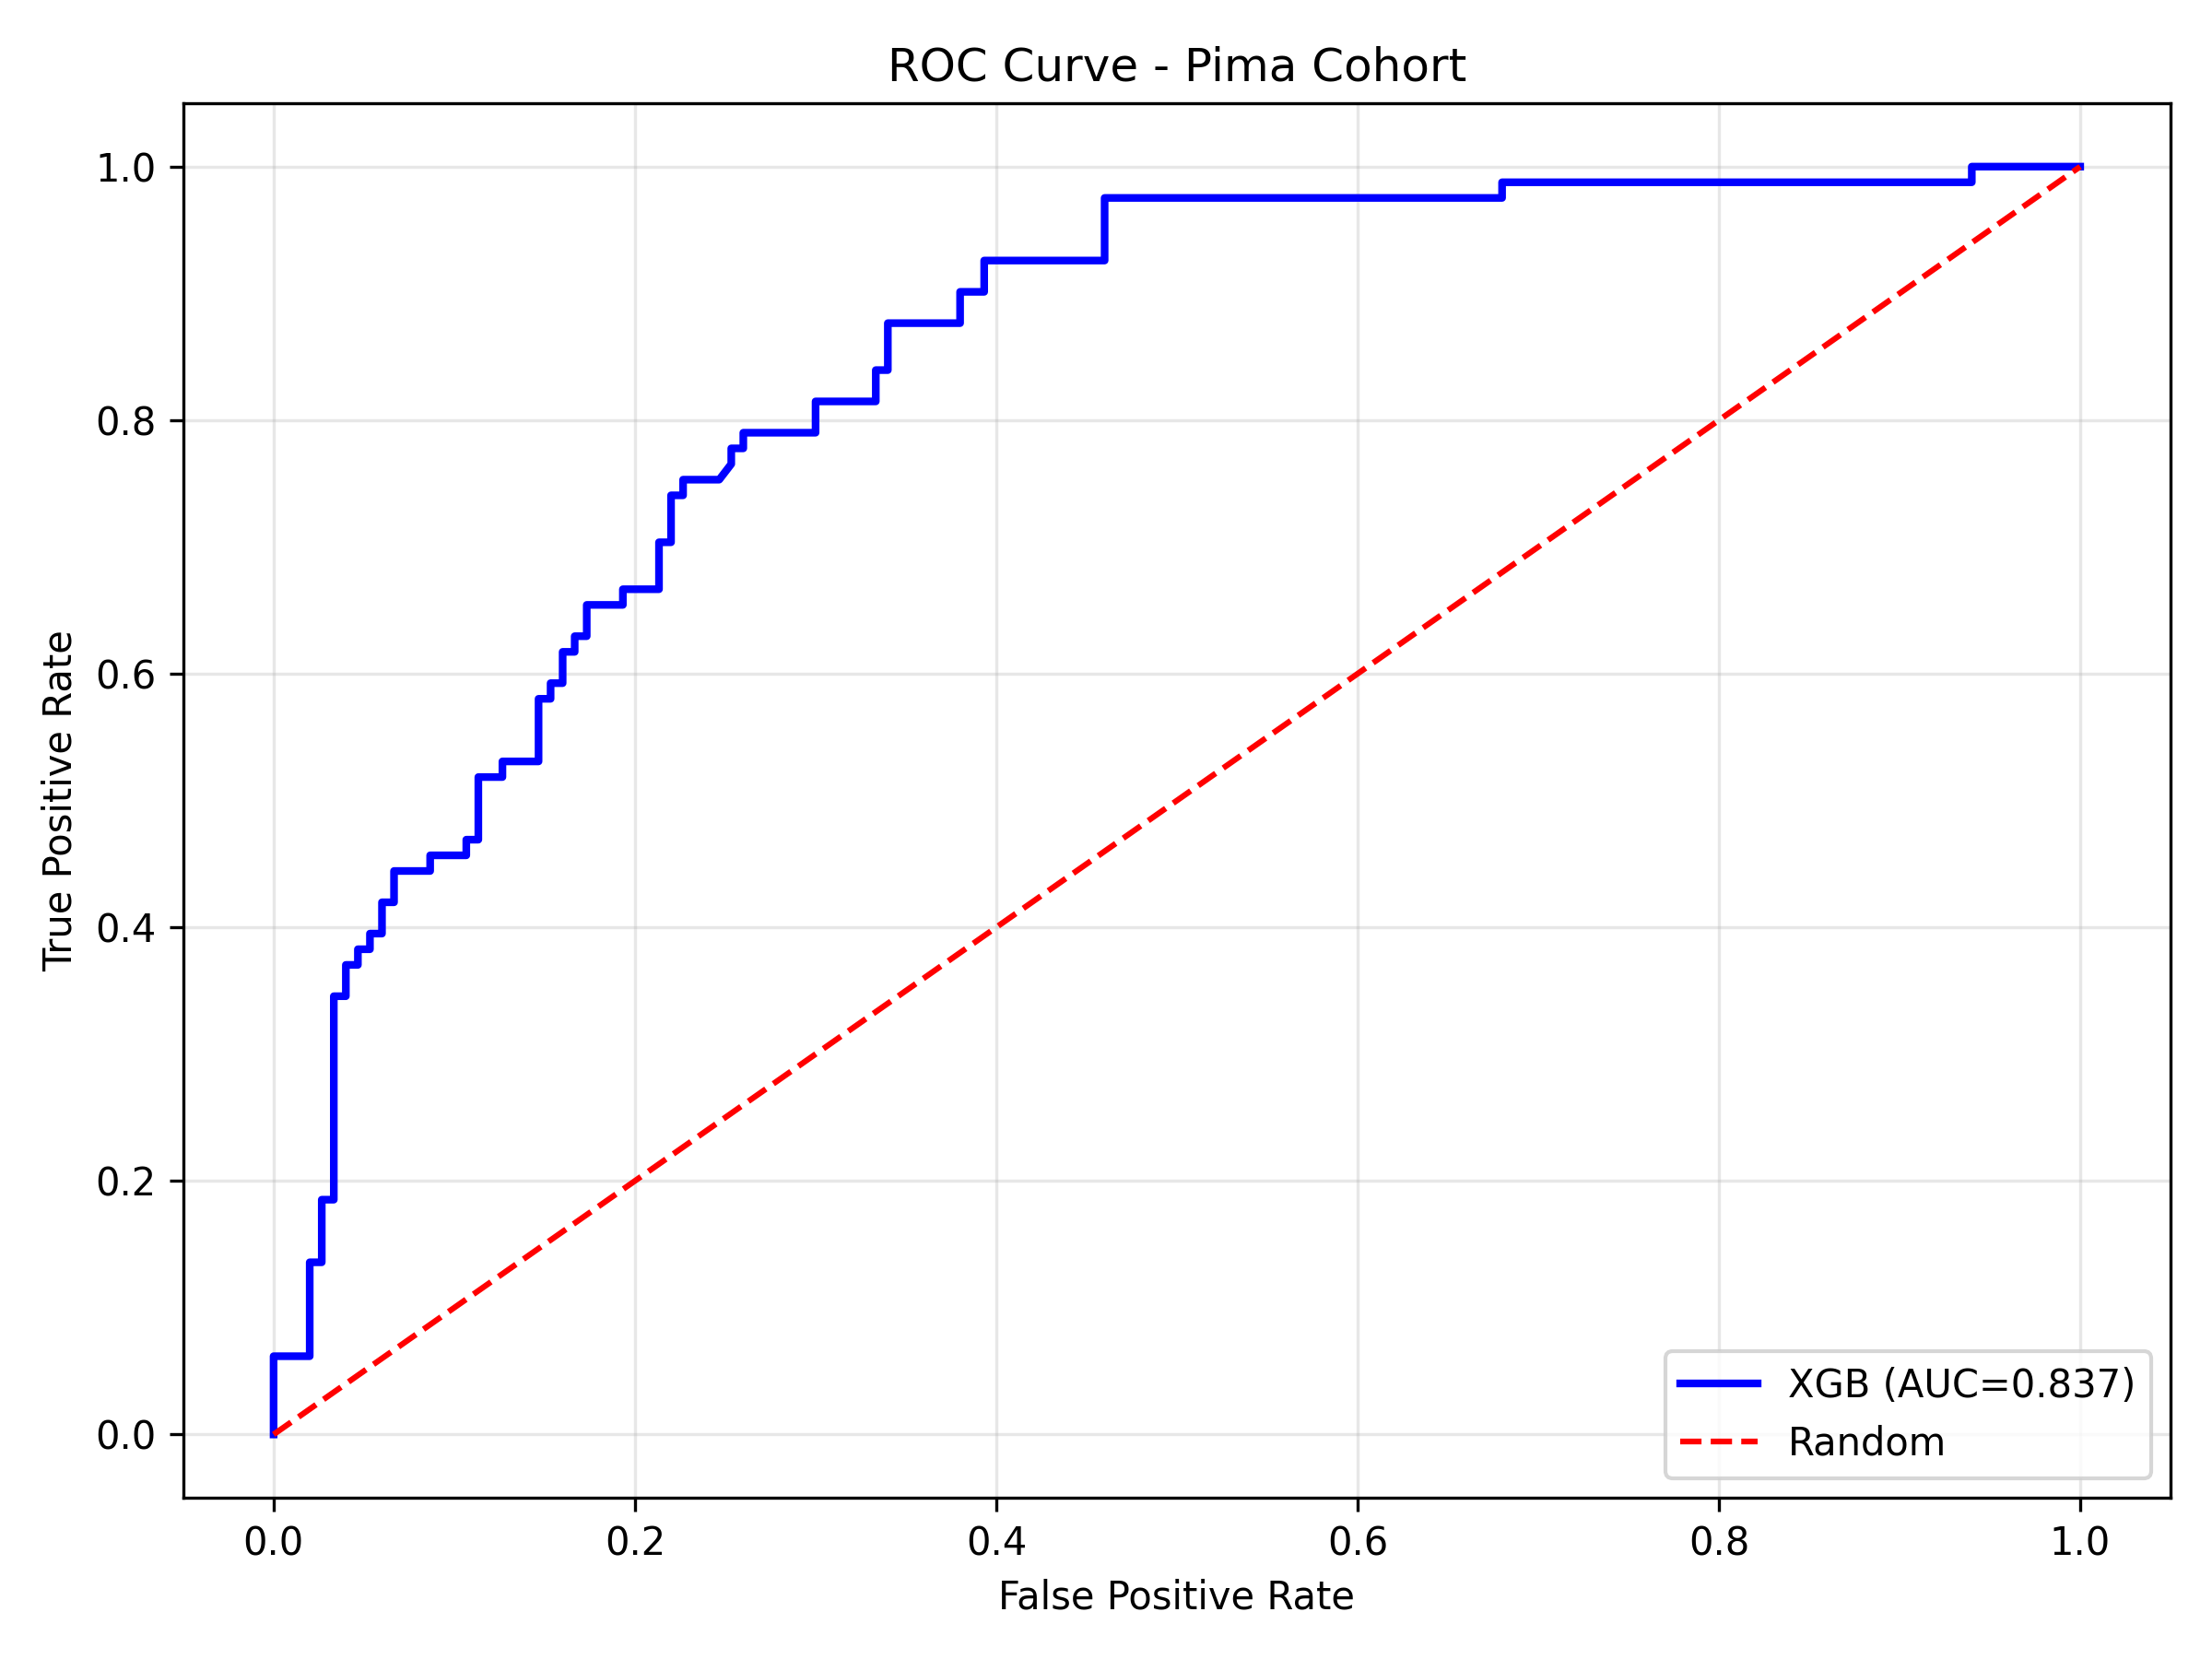 ROC Curve - Pima Cohort
True Positive Rate
1.0
0.8
0.6
0.4
0.2
0.0
XGB (AUC=0.837)
Random
0.0 0.2 0.4 0.6 0.8 1.0
False Positive Rate